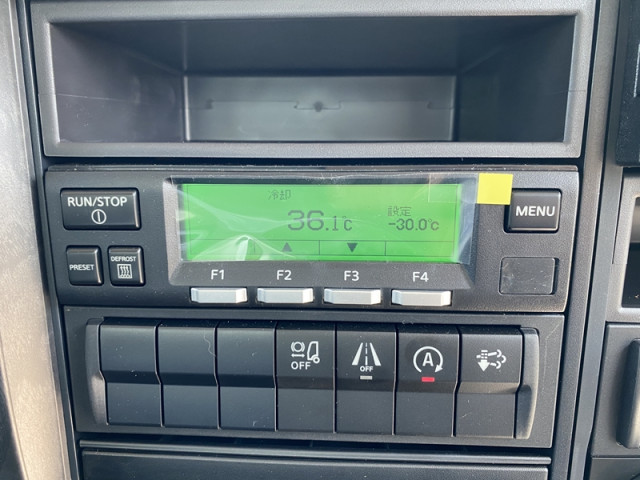 RUN/STOP
冷却
36.1℃
設定
-30.0℃
MENU
PRESET
DEFROST
F1 F2 F3 F4
OFF
OFF
A